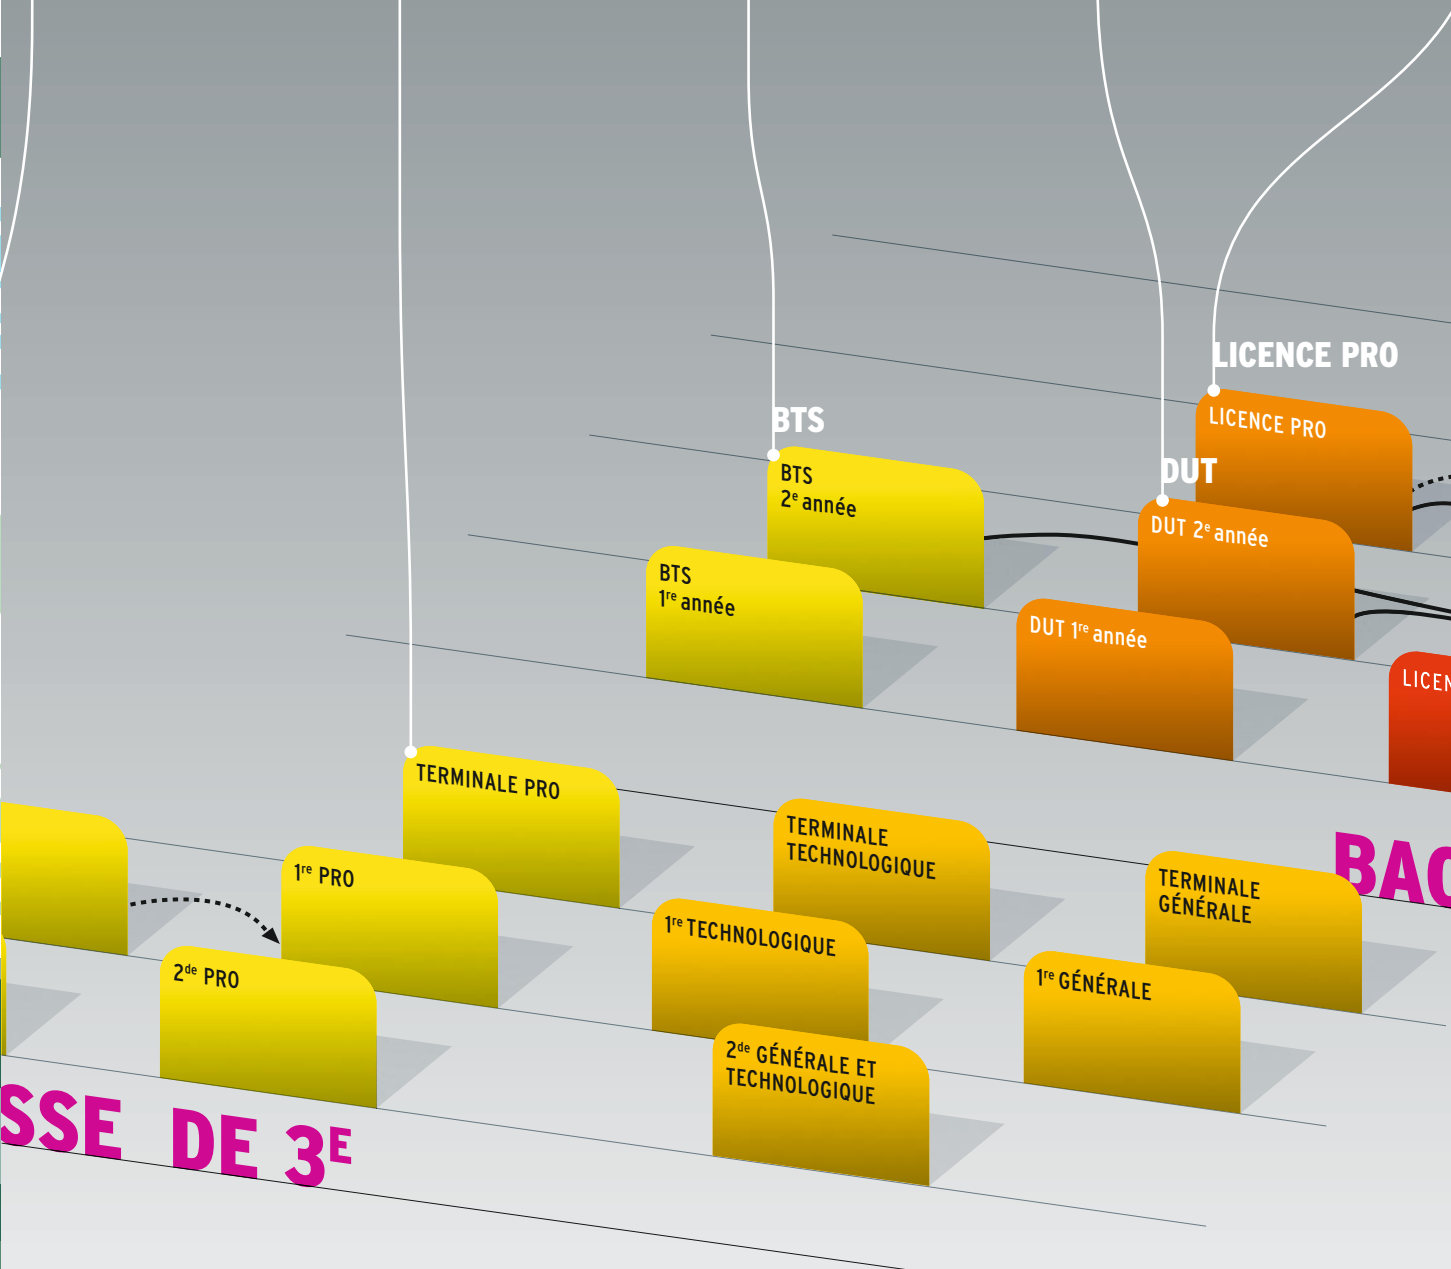 LICENCE PRO
LICENCE PRO
BTS
BTS
2e année
DUT
DUT 2e année
BTS
1re année
DUT 1re année
TERMINALE PRO
TERMINALE
TECHNOLOGIQUE
TERMINALE
GÉNÉRALE
1re PRO
1re TECHNOLOGIQUE
1re GÉNÉRALE
2de PRO
2de GÉNÉRALE ET
TECHNOLOGIQUE
DE 3E